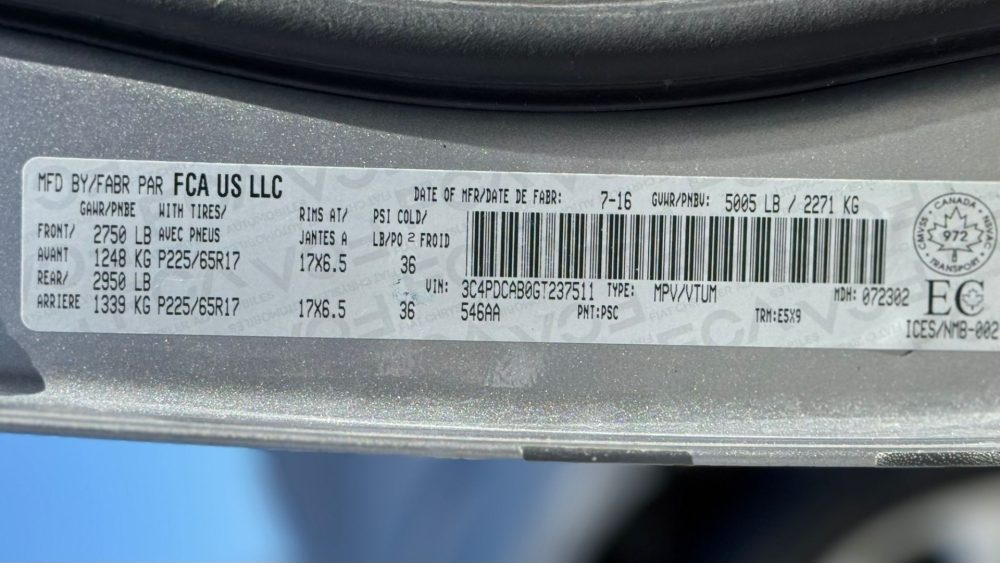 MFD BY/FABR PAR FCA US LLC
DATE OF MFR/DATE DE FABR: 7-16 GVWR/PNBV: 5005 LB / 2271 KG
GAWR/PNBE WITH TIRES/ RIMS AT/ PSI COLD/
FRONT/ 2750 LB AVEC PNEUS JANTES A LB/PO 2 FROID
AVANT 1248 KG P225/65R17 17X6.5 36
REAR/ 2950 LB
ARRIERE 1339 KG P225/65R17 17X6.5 36
VIN: 3C4PDCAB0GT237511 TYPE: MPV/VTUM MDH: 072302
546AA PNT:PSC TRM:E5X9
CANADA
CMVSS NSVAC
972
TRANSPORT
EC
ICES/NMB-002